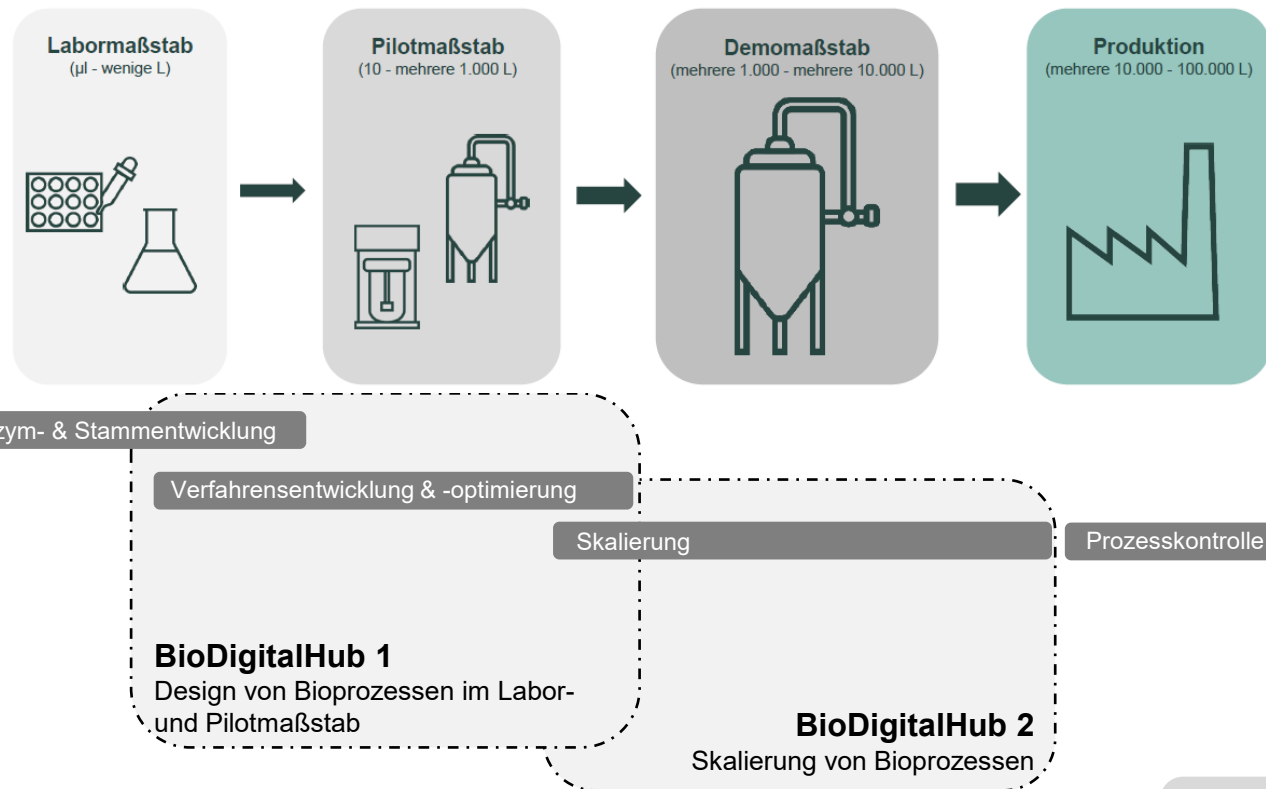 Labormaßstab
(µl - wenige L)
Pilotmaßstab
(10 - mehrere 1.000 L)
Demomaßstab
(mehrere 1.000 - mehrere 10.000 L)
Produktion
(mehrere 10.000 - 100.000 L)
zym- & Stammentwicklung
Verfahrensentwicklung & -optimierung
Skalierung
Prozesskontrolle
BioDigitalHub 1
Design von Bioprozessen im Labor-
und Pilotmaßstab
BioDigitalHub 2
Skalierung von Bioprozessen